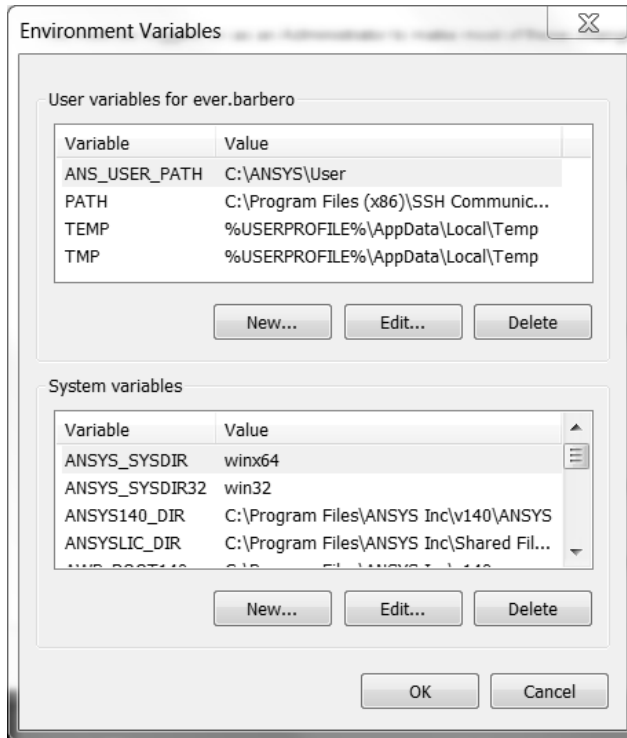 Environment Variables
User variables for ever.barbero
Variable Value
ANS_USER_PATH C:\ANSYS\User
PATH C:\Program Files (x86)\SSH Communic...
TEMP %USERPROFILE%\AppData\Local\Temp
TMP %USERPROFILE%\AppData\Local\Temp
New... Edit... Delete
System variables
Variable Value
ANSYS_SYSDIR winx64
ANSYS_SYSDIR32 win32
ANSYS140_DIR C:\Program Files\ANSYS Inc\v140\ANSYS
ANSYSLIC_DIR C:\Program Files\ANSYS Inc\Shared Fil...
New... Edit... Delete
OK Cancel